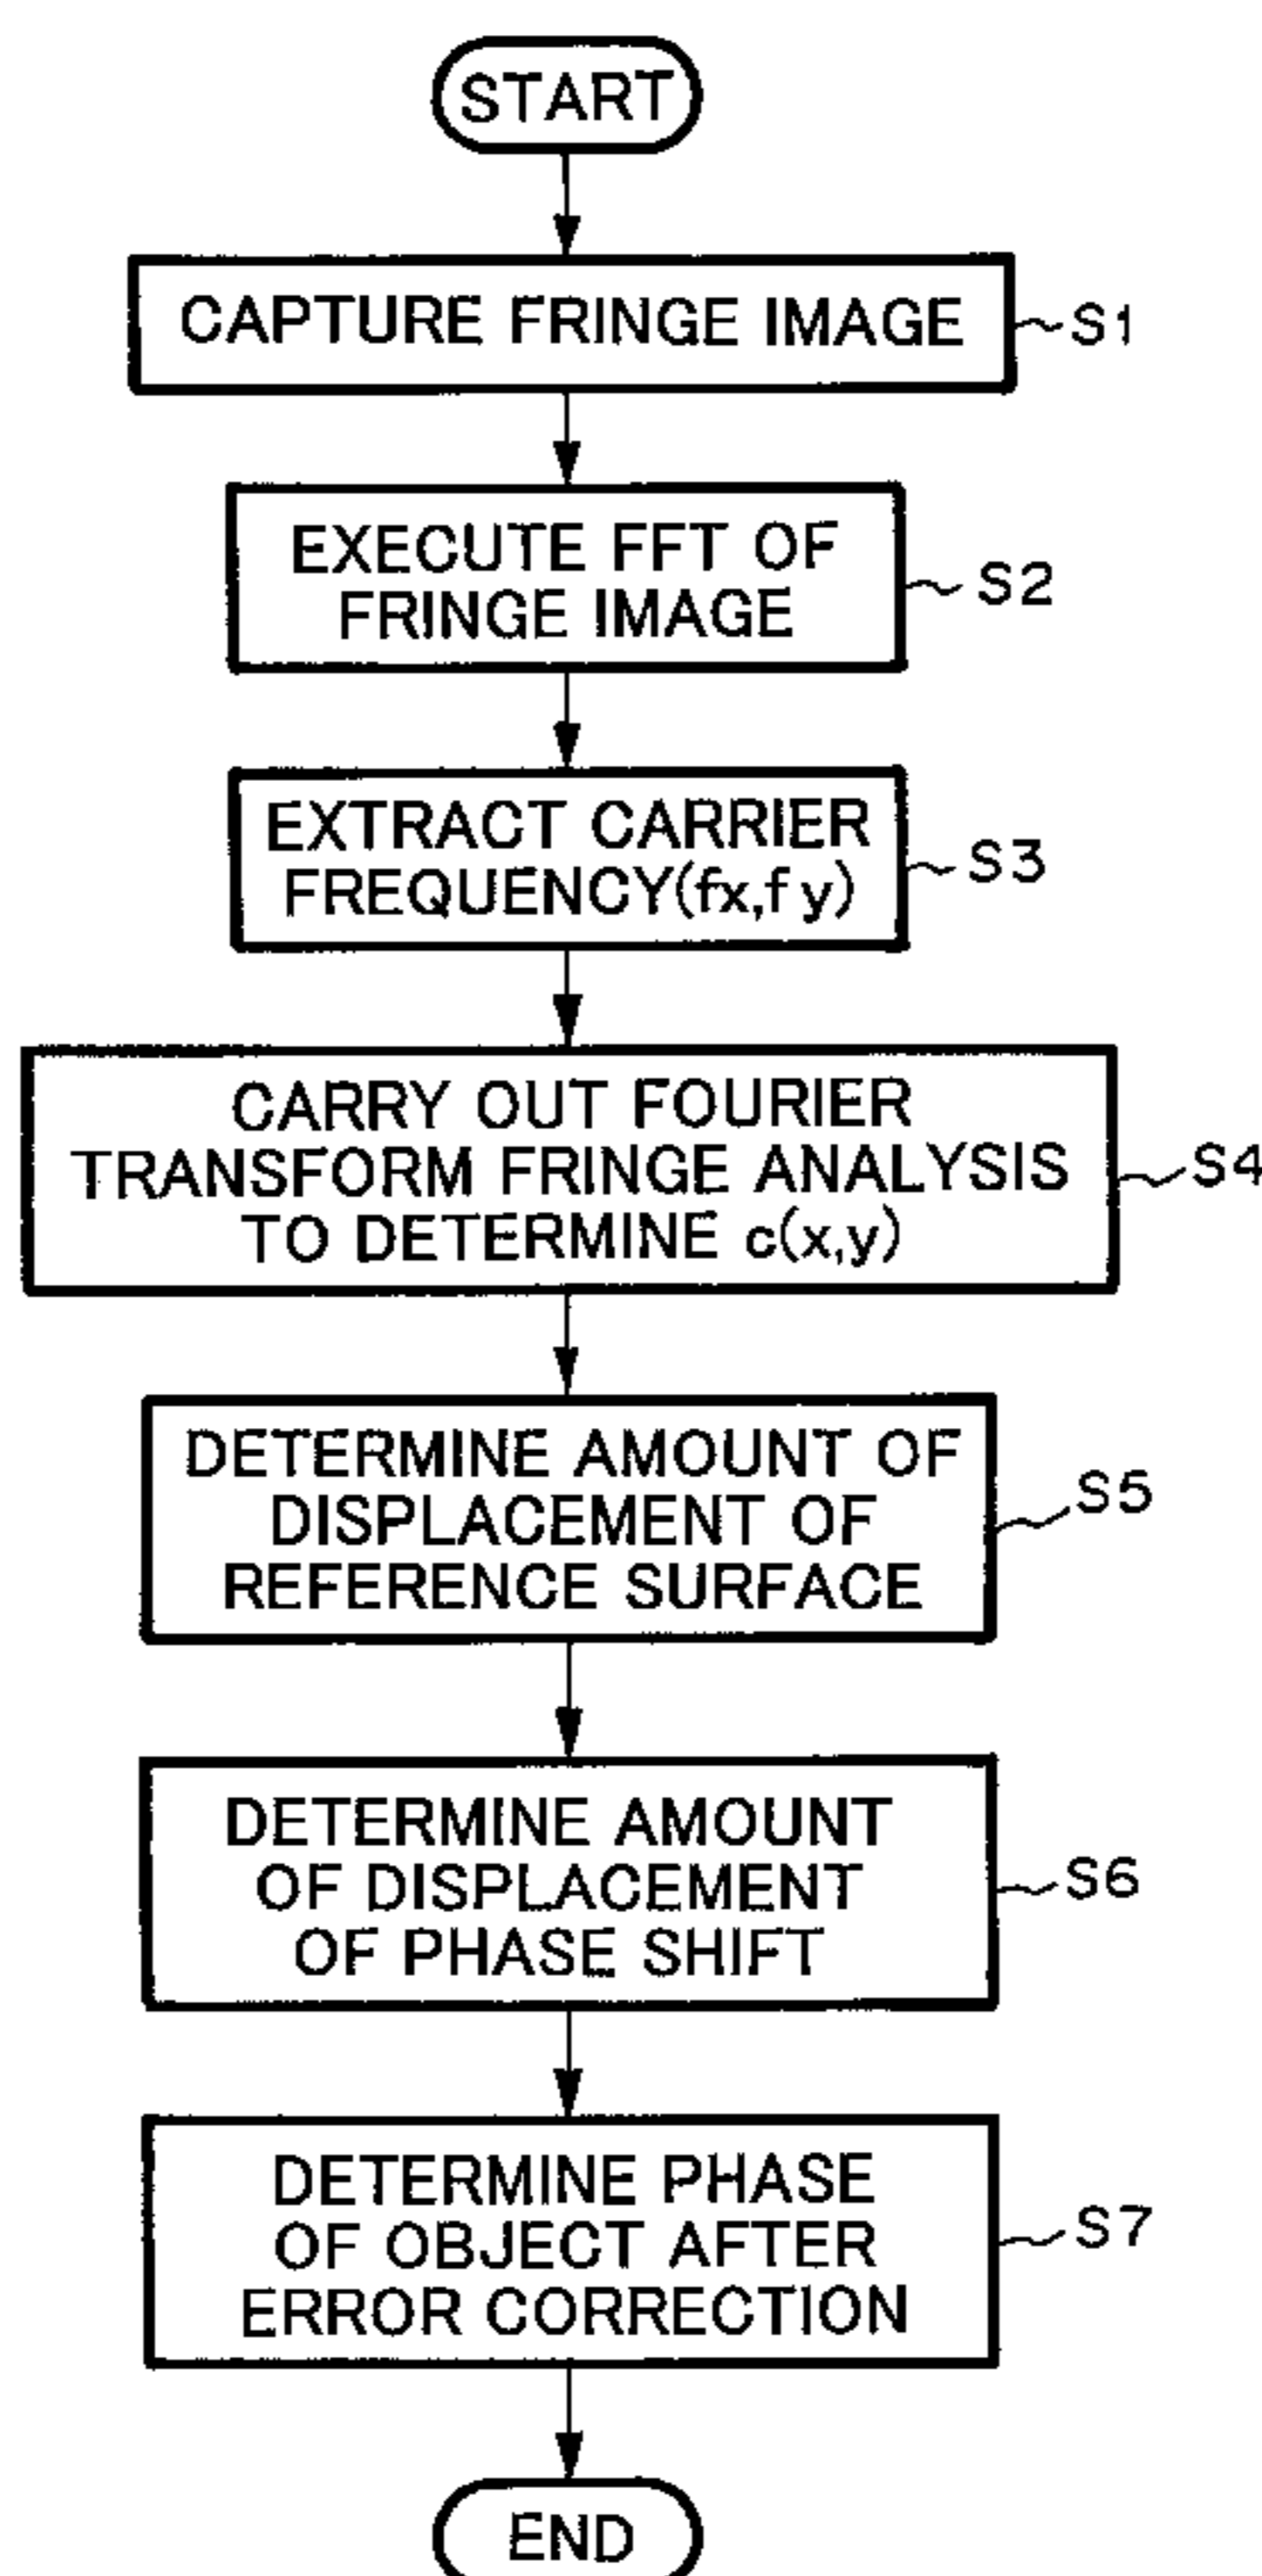 START
CAPTURE FRINGE IMAGE
S1
EXECUTE FFT OF
FRINGE IMAGE
S2
EXTRACT CARRIER
FREQUENCY(fx,fy)
S3
CARRY OUT FOURIER
TRANSFORM FRINGE ANALYSIS
TO DETERMINE c(x,y)
S4
DETERMINE AMOUNT OF
DISPLACEMENT OF
REFERENCE SURFACE
S5
DETERMINE AMOUNT
OF DISPLACEMENT
OF PHASE SHIFT
S6
DETERMINE PHASE
OF OBJECT AFTER
ERROR CORRECTION
S7
END